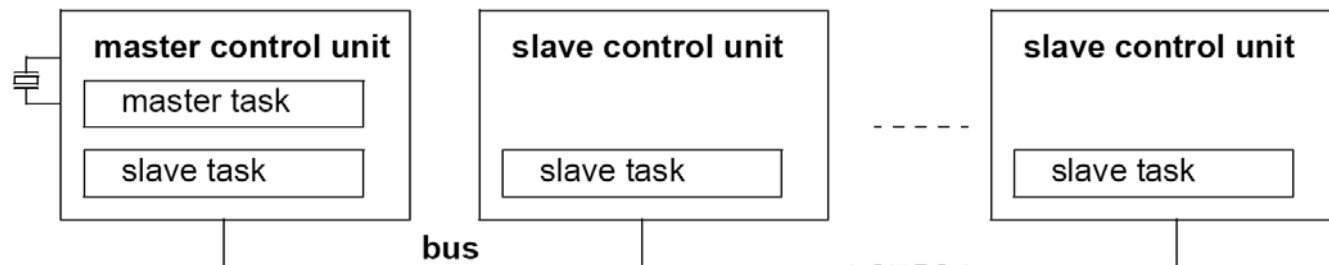 master control unit
slave control unit
slave control unit
master task
slave task
slave task
slave task
bus